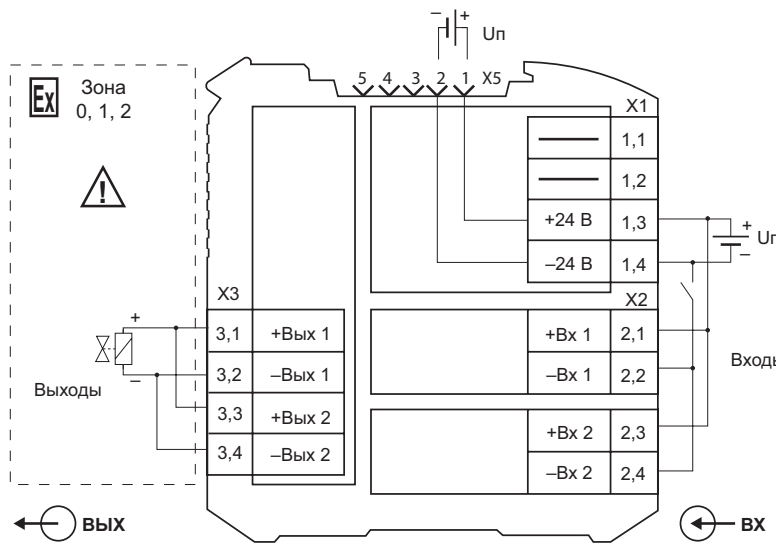 – + Uп
5 4 3 2 1 X5
Ex
Зона
0, 1, 2
X1
1,1
1,2
+24 В 1,3
–24 В 1,4
+
–
Uп
X2
+Вх 1 2,1
–Вх 1 2,2
Входы
+Вх 2 2,3
–Вх 2 2,4
X3
+
3,1 +Вых 1
–
3,2 –Вых 1
Выходы
3,3 +Вых 2
3,4 –Вых 2
ВЫХ
ВХ